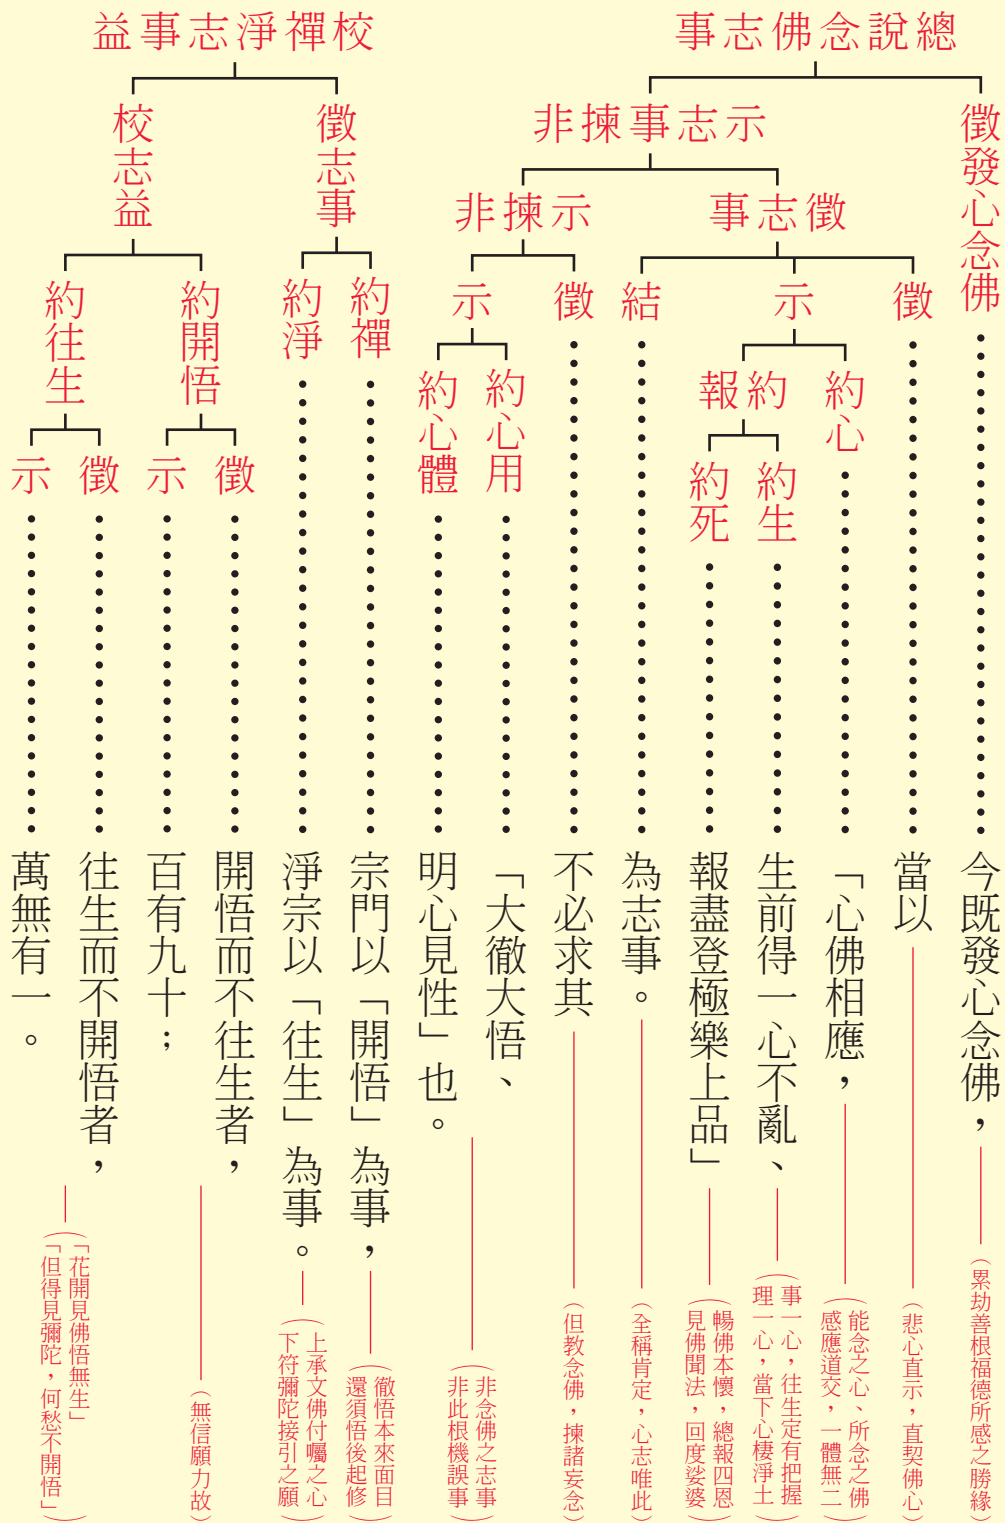 總說念佛志事
徵發心念佛
今既發心念佛，
（累劫善根福德所感之勝緣）
示志事揀非
徵志事
徵
當以
（悲心直示，直契佛心）
示
約心
「心佛相應，
（能念之心、所念之佛
感應道交，一體無二）
約報
約生
生前得一心不亂、
（事一心，往生定有把握
理一心，當下心棲淨土）
約死
報盡登極樂上品」
（暢佛本懷，總報四恩
見佛聞法，回度娑婆）
結
為志事。
（全稱肯定，心志唯此）
示揀非
徵
不必求其
（但教念佛，揀諸妄念）
示
約心用
「大徹大悟、
約心體
明心見性」也。
（非念佛之志事
非此根機誤事）
校禪淨志事益
徵志事
約禪
宗門以「開悟」為事，
（徹悟本來面目
還須悟後起修）
約淨
淨宗以「往生」為事。
（上承文佛付囑之心
下符彌陀接引之願）
校志益
約開悟
徵
開悟而不往生者，
示
百有九十；
（無信願力故）
約往生
徵
往生而不開悟者，
示
萬無有一。
（「花開見佛悟無生」
「但得見彌陀，何愁不開悟」）